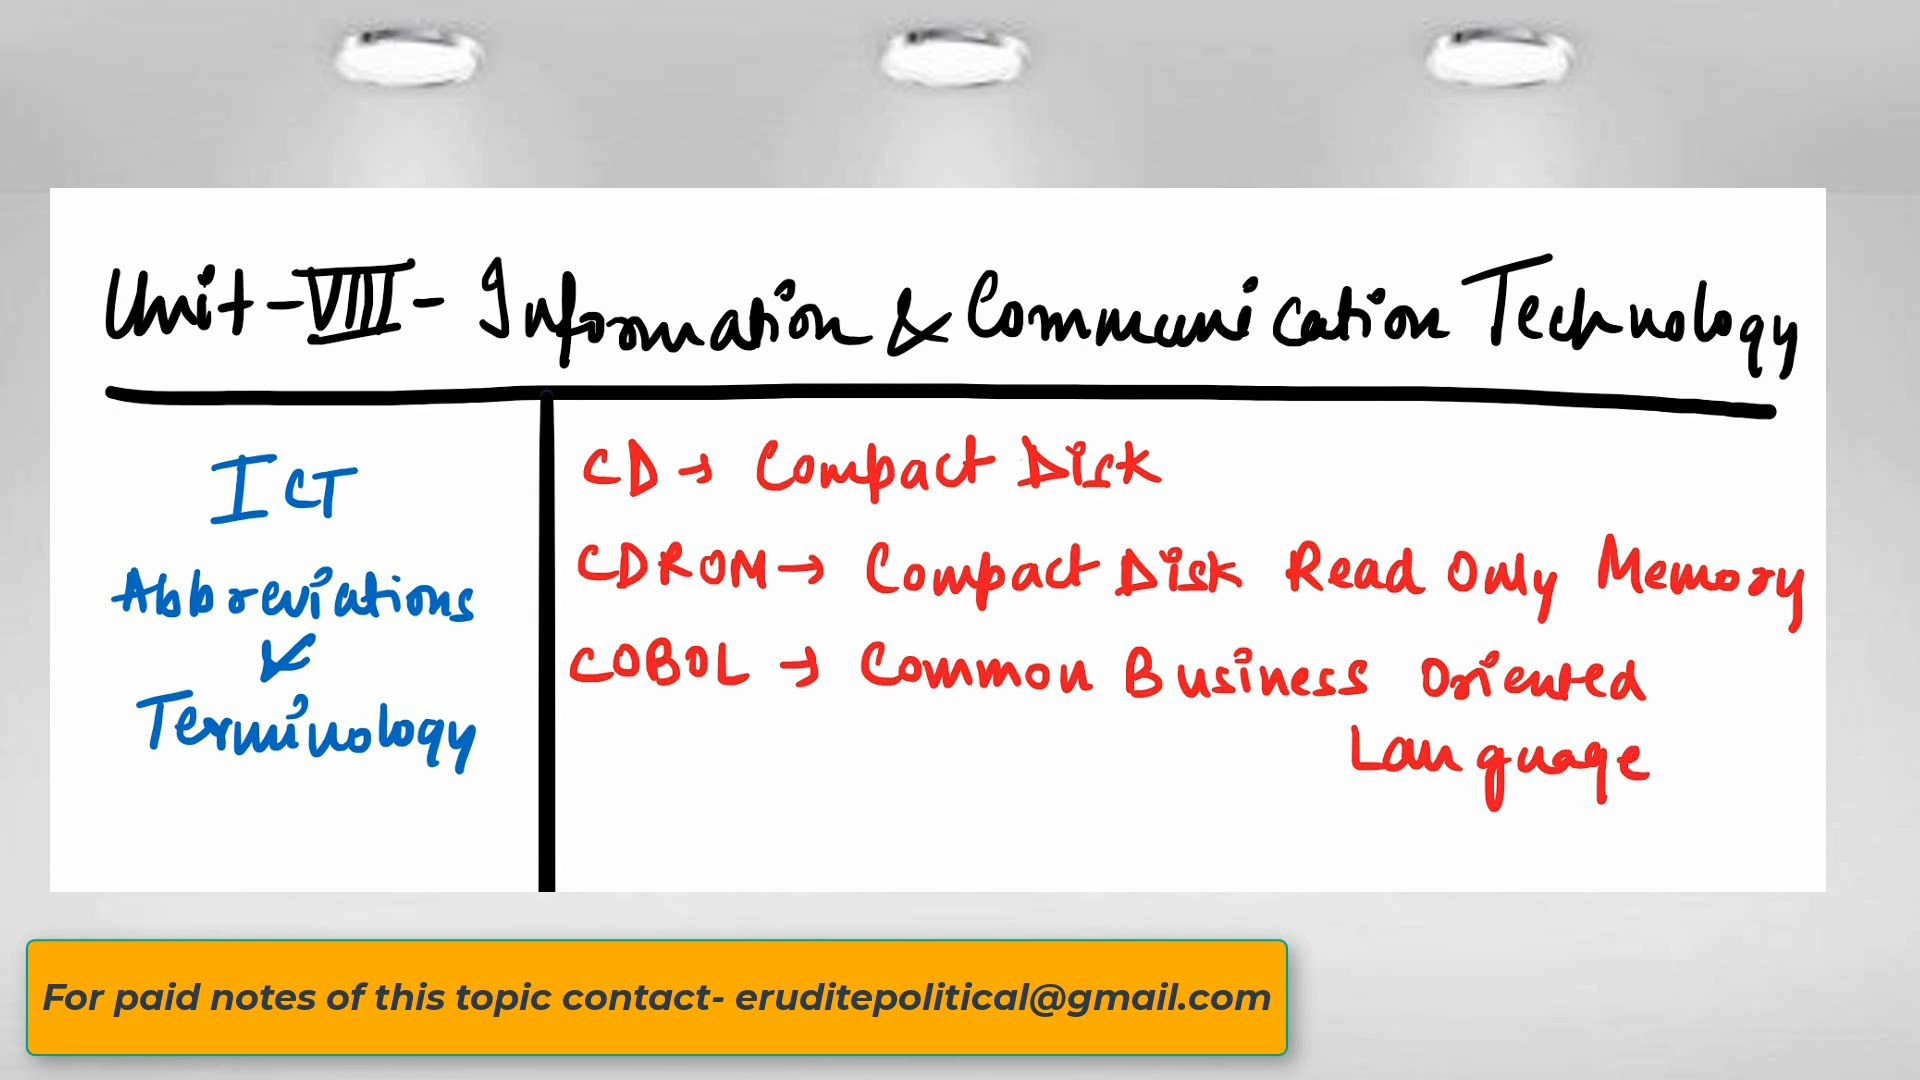 Unit-VIII- Information & Communication Technology
ICT
Abbreviations
&
Terminology
CD → Compact Disk
CDROM → Compact Disk Read Only Memory
COBOL → Common Business Oriented
Language
For paid notes of this topic contact- eruditepolitical@gmail.com